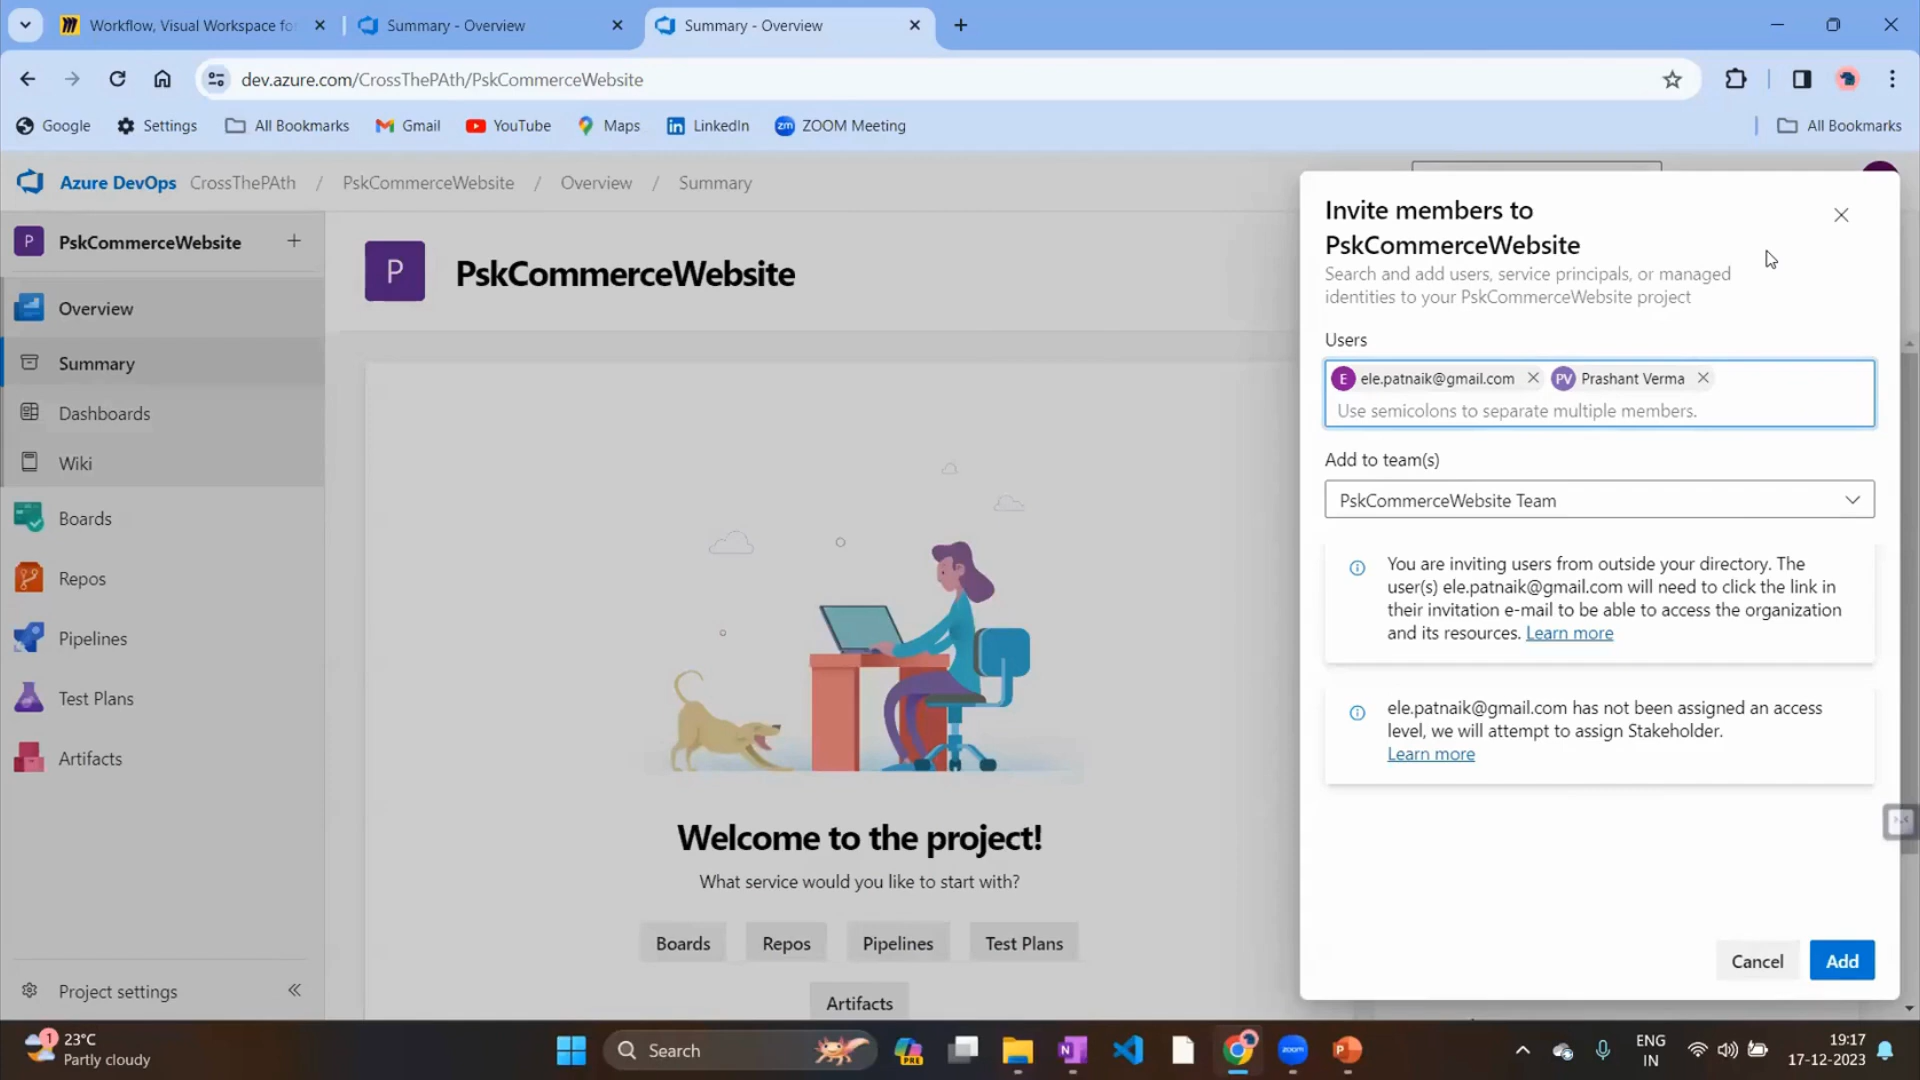 Workflow, Visual Workspace fo
Summary - Overview
Summary - Overview
dev.azure.com/CrossThePAth/PskCommerceWebsite
Google
Settings
All Bookmarks
Gmail
YouTube
Maps
LinkedIn
zm
ZOOM Meeting
All Bookmarks
Azure DevOps
CrossThePAth / PskCommerceWebsite / Overview / Summary
P
PskCommerceWebsite
Overview
Summary
Dashboards
Wiki
Boards
Repos
Pipelines
Test Plans
Artifacts
Project settings
P
PskCommerceWebsite
Welcome to the project!
What service would you like to start with?
Boards
Repos
Pipelines
Test Plans
Artifacts
Invite members to
PskCommerceWebsite
Search and add users, service principals, or managed
identities to your PskCommerceWebsite project
Users
E ele.patnaik@gmail.com PV Prashant Verma
Use semicolons to separate multiple members.
Add to team(s)
PskCommerceWebsite Team
You are inviting users from outside your directory. The
user(s) ele.patnaik@gmail.com will need to click the link in
their invitation e-mail to be able to access the organization
and its resources. Learn more
ele.patnaik@gmail.com has not been assigned an access
level, we will attempt to assign Stakeholder.
Learn more
Cancel
Add
1
23°C
Partly cloudy
Search
PRE
N
zoom
P
ENG
IN
19:17
17-12-2023